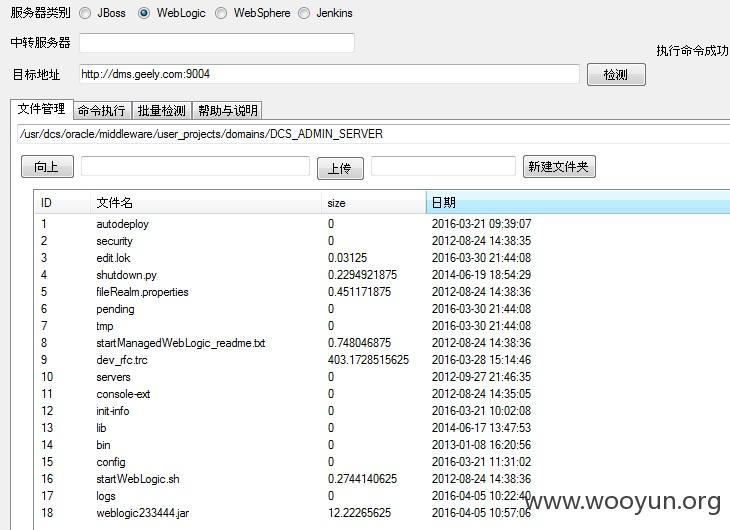 服务器类别 JBoss WebLogic WebSphere Jenkins
中转服务器
执行命令成功
目标地址 http://dms.geely.com:9004 检测
文件管理 命令执行 批量检测 帮助与说明
/usr/dcs/oracle/middleware/user_projects/domains/DCS_ADMIN_SERVER
向上 上传 新建文件夹
ID 文件名 size 日期
1 autodeploy 0 2016-03-21 09:39:07
2 security 0 2012-08-24 14:38:35
3 edit.lok 0.03125 2016-03-30 21:44:08
4 shutdown.py 0.2294921875 2014-06-19 18:54:29
5 fileRealm.properties 0.451171875 2012-08-24 14:38:36
6 pending 0 2016-03-30 21:44:08
7 tmp 0 2016-03-30 21:44:08
8 startManagedWebLogic_readme.txt 0.748046875 2012-08-24 14:38:36
9 dev_rfc.trc 403.1728515625 2016-03-28 15:14:46
10 servers 0 2012-09-27 21:46:35
11 console-ext 0 2012-08-24 14:35:05
12 init-info 0 2016-03-21 10:02:08
13 lib 0 2014-06-17 13:47:53
14 bin 0 2013-01-08 16:20:56
15 config 0 2016-03-21 11:31:02
16 startWebLogic.sh 0.2744140625 2012-08-24 14:38:36
17 logs 0 2016-04-05 10:22:40
18 weblogic233444.jar 12.22265625 2016-04-05 10:57:06
www.wooyun.org